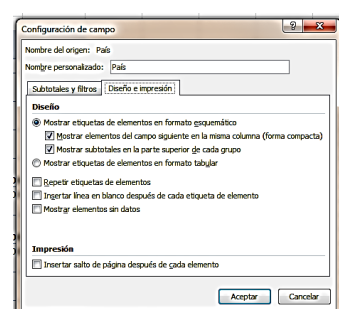 Configuración de campo
Nombre del origen: País
Nombre personalizado: País
Subtotales y filtros Diseño e impresión
Diseño
Mostrar etiquetas de elementos en formato esquemático
Mostrar elementos del campo siguiente en la misma columna (forma compacta)
Mostrar subtotales en la parte superior de cada grupo
Mostrar etiquetas de elementos en formato tabular
Repetir etiquetas de elementos
Insertar línea en blanco después de cada etiqueta de elemento
Mostrar elementos sin datos
Impresión
Insertar salto de página después de cada elemento
Aceptar Cancelar